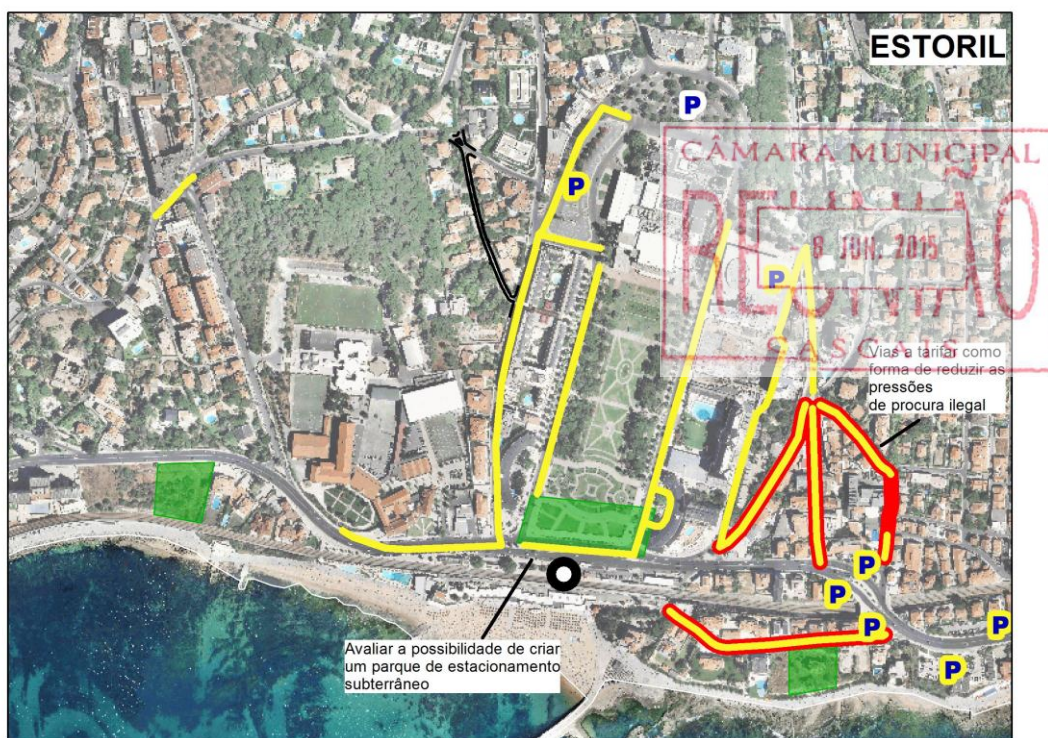 ESTORIL
P
CÂMARA MUNICIPAL
P
REUNIÃO
8 JUN. 2015
P
CASCAIS
Vias a tarifar como
forma de reduzir as
pressões
de procura ilegal
P
P
P
P
P
Avaliar a possibilidade de criar
um parque de estacionamento
subterrâneo